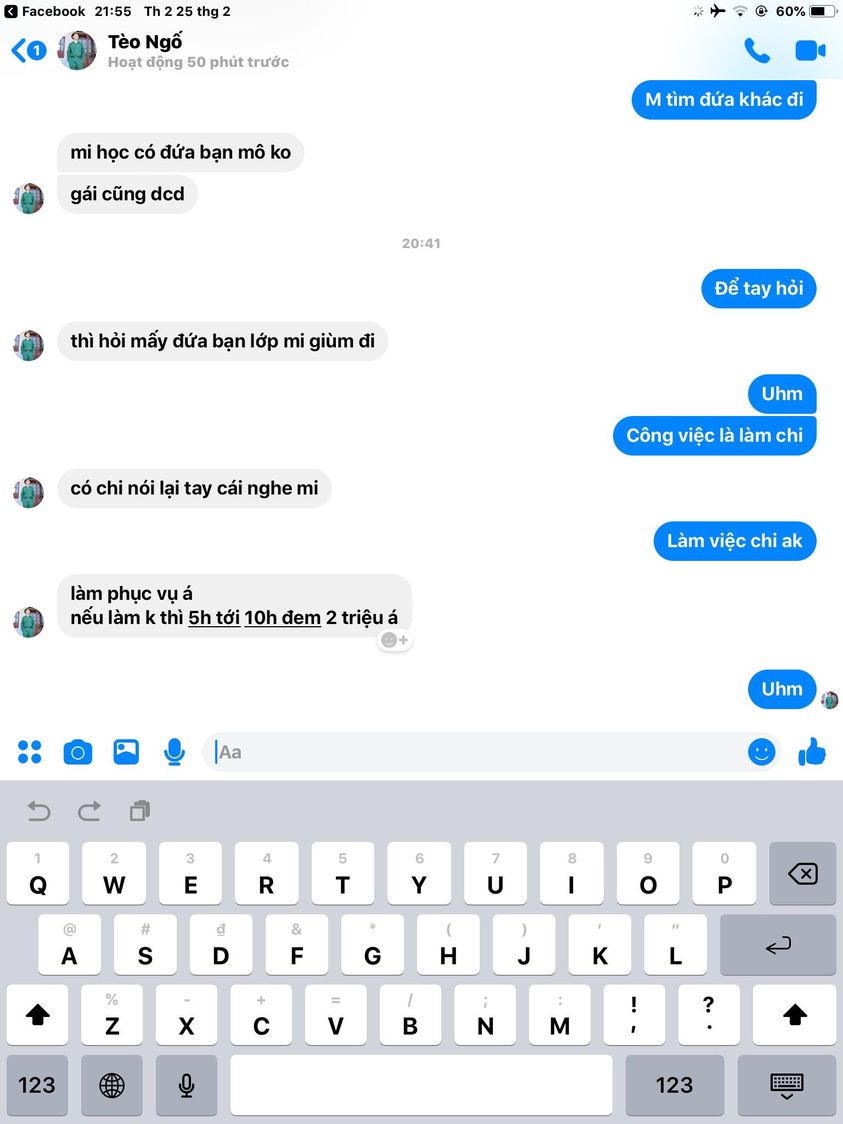 Facebook 21:55 Th 2 25 thg 2 60%
1
Tèo Ngố
Hoạt động 50 phút trước
M tìm đứa khác đi
mi học có đứa bạn mô ko
gái cũng dcd
20:41
Để tay hỏi
thì hỏi mấy đứa bạn lớp mi giùm đi
Uhm
Công việc là làm chi
có chi nói lại tay cái nghe mi
Làm việc chi ak
làm phục vụ á
nếu làm k thì 5h tới 10h đem 2 triệu á
Uhm
Aa
1 2 3 4 5 6 7 8 9 0
Q W E R T Y U I O P
@ # đ & * ( ) ' "
A S D F G H J K L
% - + = / ; : ! ?
Z X C V B N M , .
123 123